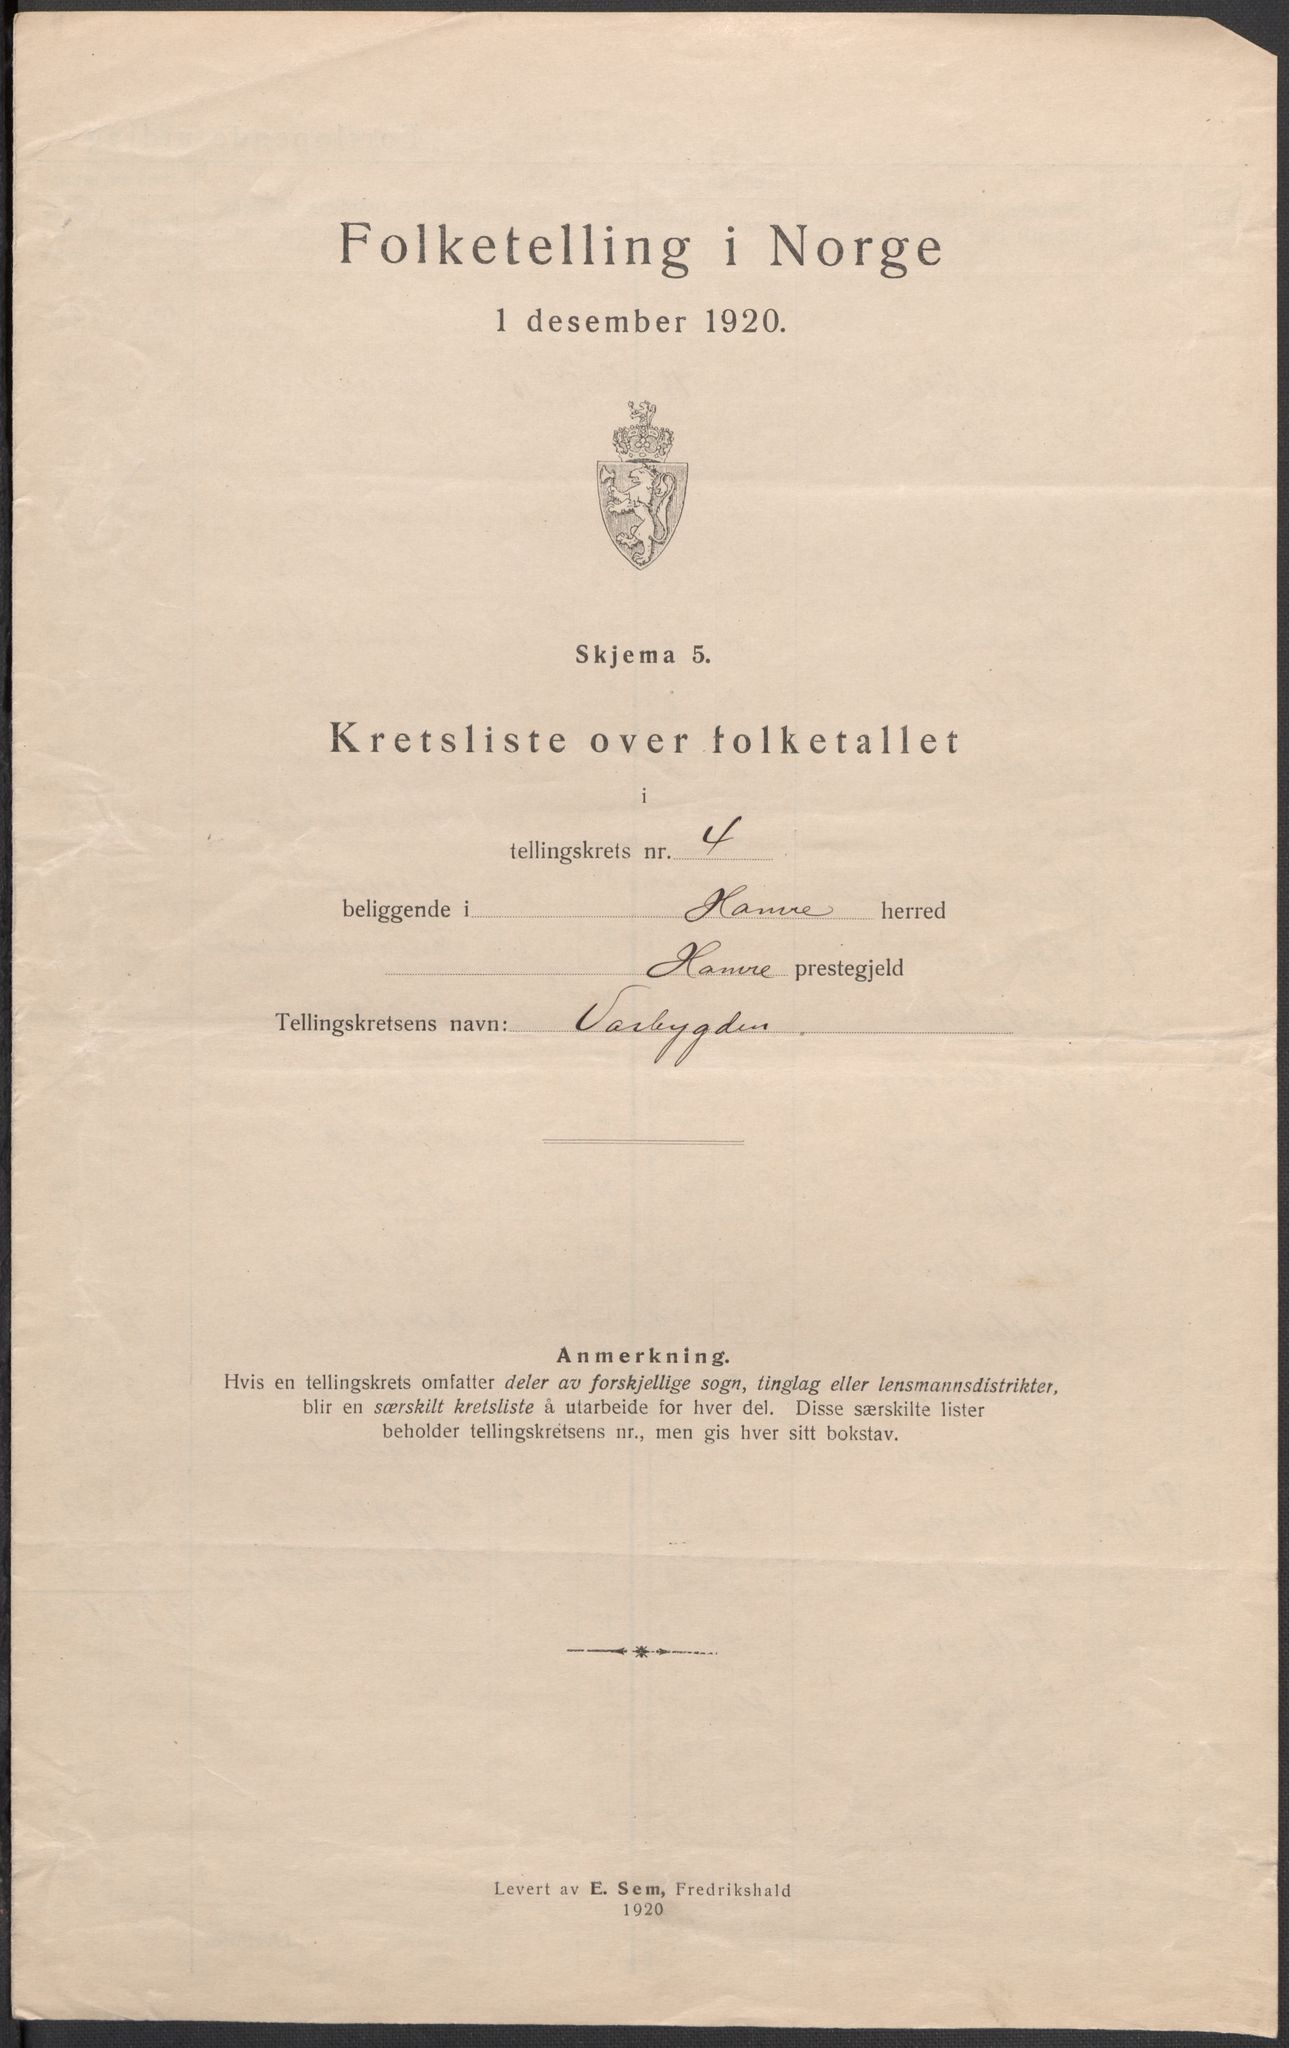 Folketelling i Norge
1 desember 1920.
Skjema 5.
Kretsliste over folketallet
i
tellingskrets nr. 4
beliggende i Hamre herred
Hamre prestegjeld
Tellingskretsens navn: Vasbygden.
Anmerkning.
Hvis en tellingskrets omfatter deler av forskjellige sogn, tinglag eller lensmannsdistrikter,
blir en særskilt kretsliste å utarbeide for hver del. Disse særskilte lister
beholder tellingskretsens nr., men gis hver sitt bokstav.
Levert av E. Sem, Fredrikshald
1920